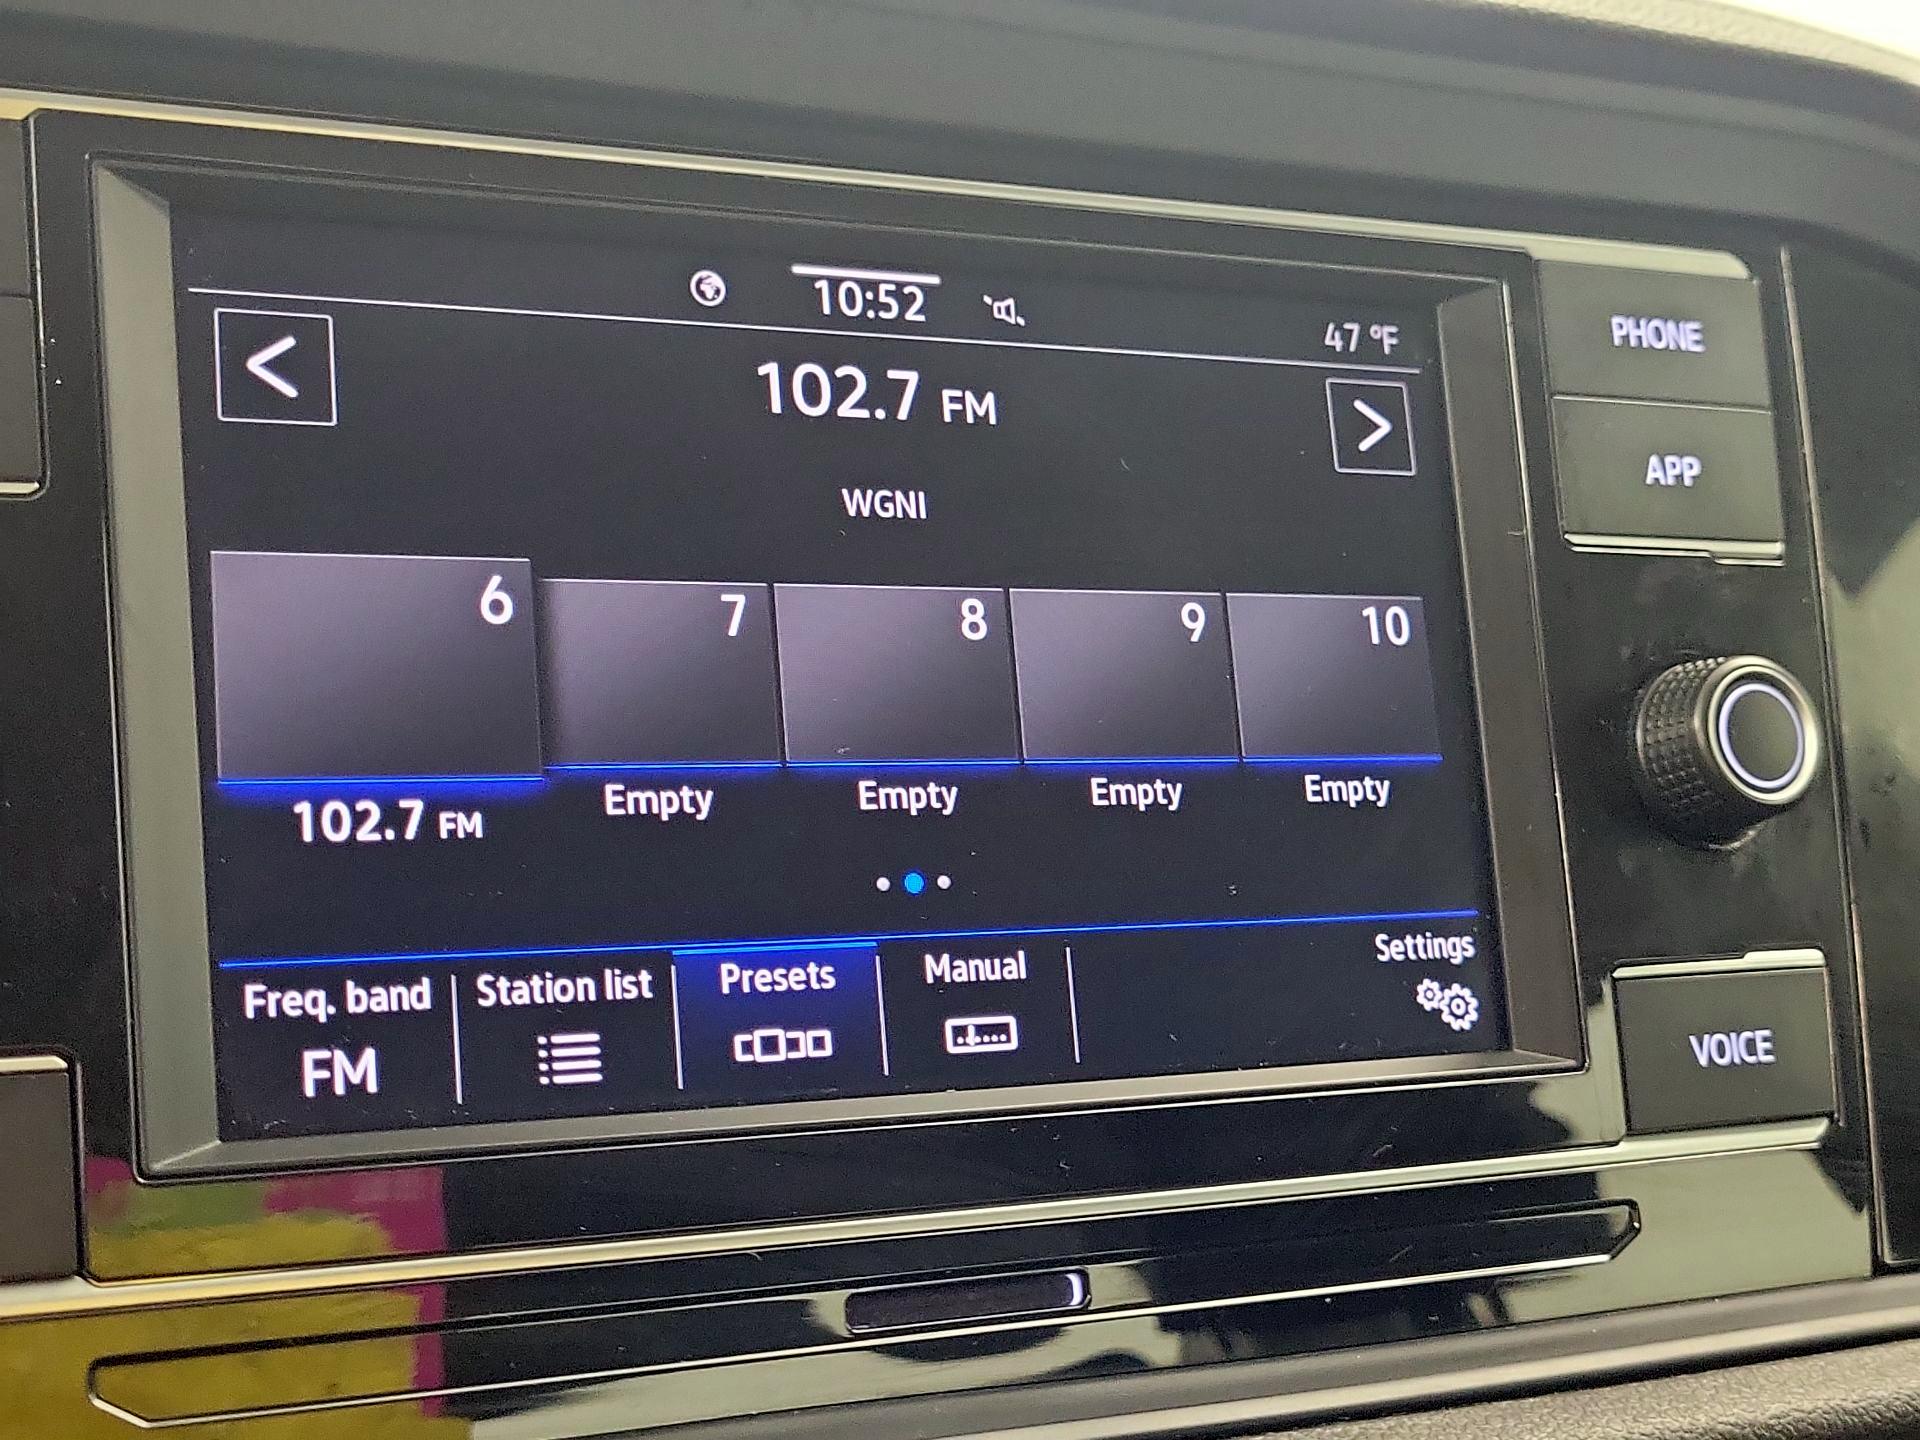 10:52
47 °F
102.7 FM
WGNI
6 7 8 9 10
102.7 FM Empty Empty Empty Empty
Freq. band Station list Presets Manual Settings
FM
PHONE
APP
VOICE